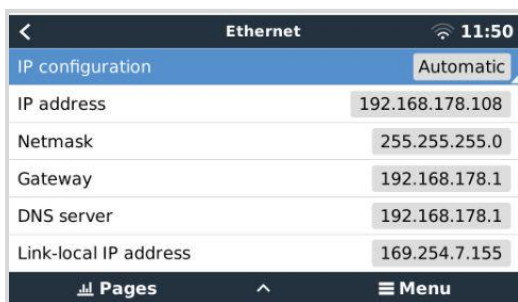 Ethernet 11:50
IP configuration Automatic
IP address 192.168.178.108
Netmask 255.255.255.0
Gateway 192.168.178.1
DNS server 192.168.178.1
Link-local IP address 169.254.7.155
Pages Menu